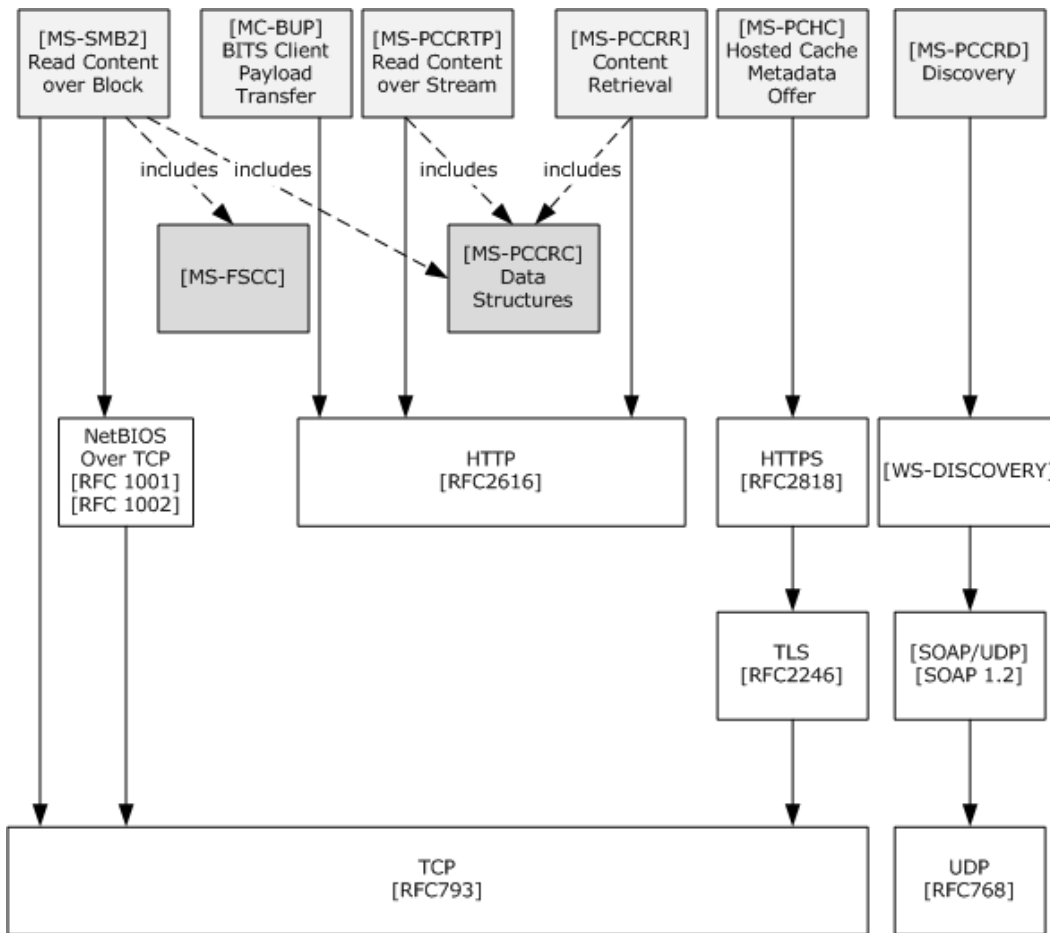 [MS-SMB2]
Read Content
over Block
[MC-BUP]
BITS Client
Payload
Transfer
[MS-PCCRTP]
Read Content
over Stream
[MS-PCCRR]
Content
Retrieval
[MS-PCHC]
Hosted Cache
Metadata
Offer
[MS-PCCRD]
Discovery
includes
includes
includes
includes
[MS-FSCC]
[MS-PCCRC]
Data
Structures
NetBIOS
Over TCP
[RFC 1001]
[RFC 1002]
HTTP
[RFC2616]
HTTPS
[RFC2818]
[WS-DISCOVERY]
TLS
[RFC2246]
[SOAP/UDP]
[SOAP 1.2]
TCP
[RFC793]
UDP
[RFC768]